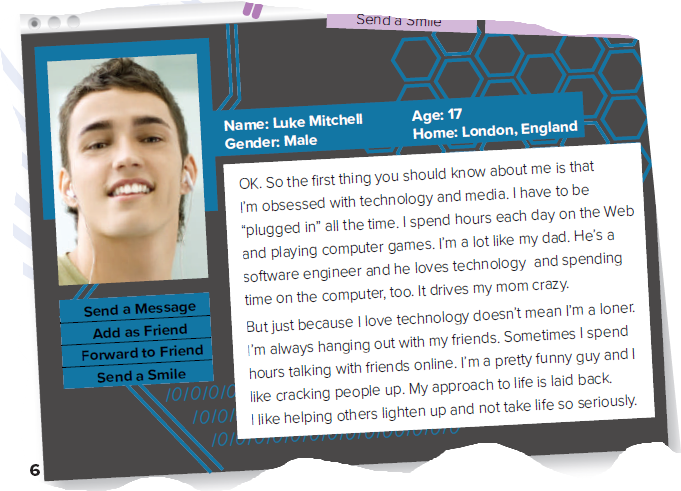 Send a Smile
Name: Luke Mitchell
Gender: Male
Age: 17
Home: London, England
OK. So the first thing you should know about me is that
I'm obsessed with technology and media. I have to be
"plugged in" all the time. I spend hours each day on the Web
and playing computer games. I'm a lot like my dad. He's a
software engineer and he loves technology and spending
time on the computer, too. It drives my mom crazy.
But just because I love technology doesn't mean I'm a loner.
I'm always hanging out with my friends. Sometimes I spend
hours talking with friends online. I'm a pretty funny guy and I
like cracking people up. My approach to life is laid back.
I like helping others lighten up and not take life so seriously.
Send a Message
Add as Friend
Forward to Friend
Send a Smile
6